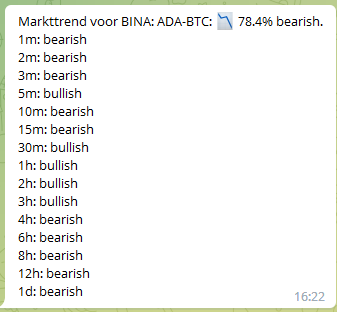 Markttrend voor BINA: ADA-BTC: 📉 78.4% bearish.
1m: bearish
2m: bearish
3m: bearish
5m: bullish
10m: bearish
15m: bearish
30m: bullish
1h: bullish
2h: bullish
3h: bullish
4h: bearish
6h: bearish
8h: bearish
12h: bearish
1d: bearish
16:22